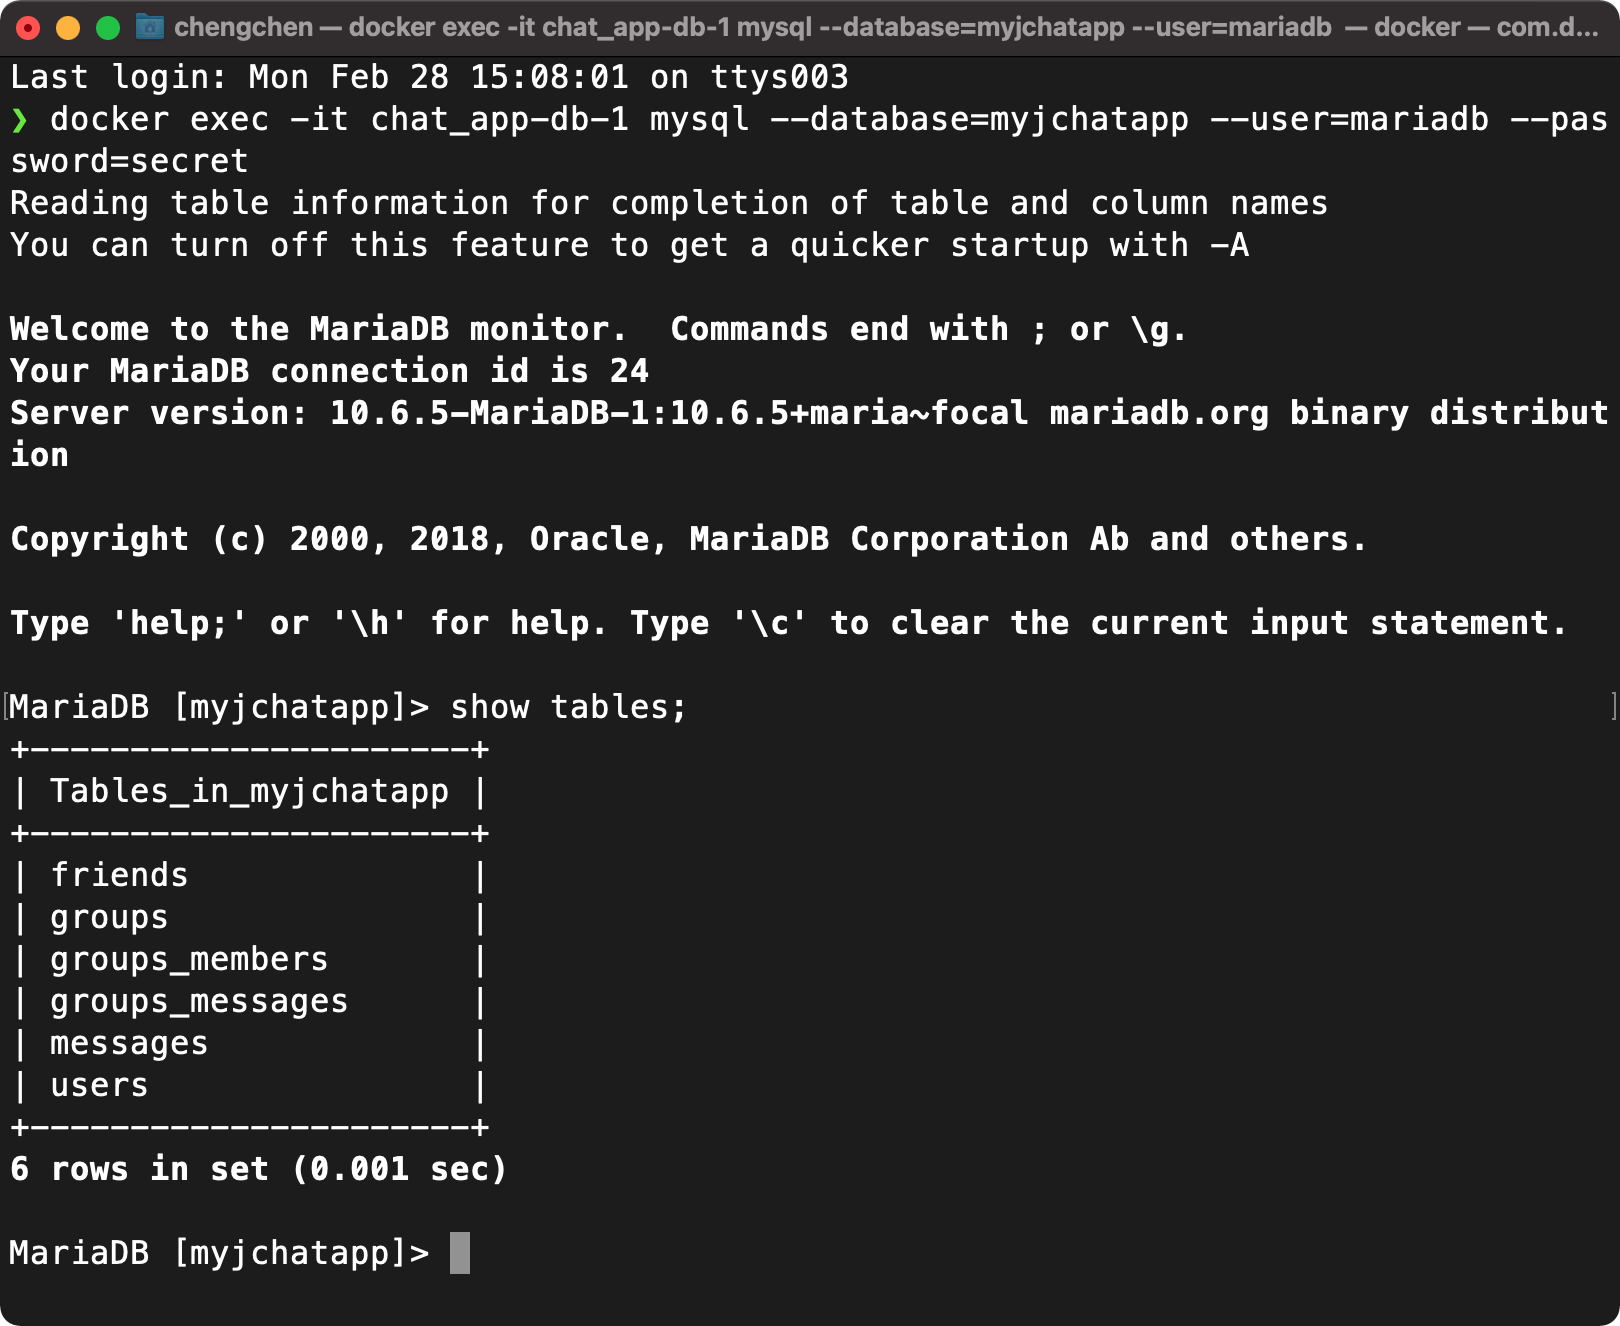 chengchen — docker exec -it chat_app-db-1 mysql --database=myjchatapp --user=mariadb — docker — com.d...
Last login: Mon Feb 28 15:08:01 on ttys003
❯ docker exec -it chat_app-db-1 mysql --database=myjchatapp --user=mariadb --pas
sword=secret
Reading table information for completion of table and column names
You can turn off this feature to get a quicker startup with -A
Welcome to the MariaDB monitor.  Commands end with ; or \g.
Your MariaDB connection id is 24
Server version: 10.6.5-MariaDB-1:10.6.5+maria~focal mariadb.org binary distribut
ion
Copyright (c) 2000, 2018, Oracle, MariaDB Corporation Ab and others.
Type 'help;' or '\h' for help. Type '\c' to clear the current input statement.
MariaDB [myjchatapp]> show tables;
+----------------------+
| Tables_in_myjchatapp |
+----------------------+
| friends              |
| groups               |
| groups_members       |
| groups_messages      |
| messages             |
| users                |
+----------------------+
6 rows in set (0.001 sec)
MariaDB [myjchatapp]>